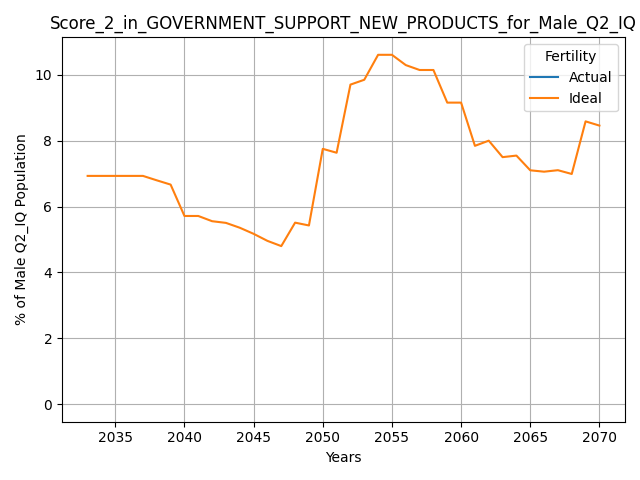 Score_2_in_GOVERNMENT_SUPPORT_NEW_PRODUCTS_for_Male_Q2_IQ
Fertility
Actual
Ideal
% of Male Q2_IQ Population
10
8
6
4
2
0
2035 2040 2045 2050 2055 2060 2065 2070
Years